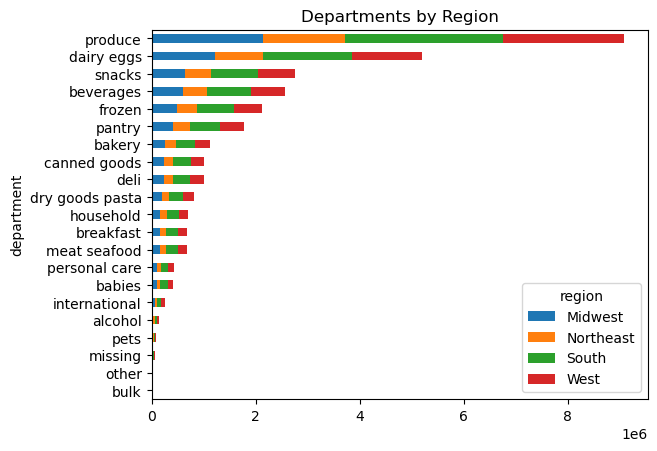 Departments by Region
produce
dairy eggs
snacks
beverages
frozen
pantry
bakery
canned goods
deli
dry goods pasta
household
breakfast
meat seafood
personal care
babies
international
alcohol
pets
missing
other
bulk
department
region
Midwest
Northeast
South
West
0 2 4 6 8
1e6